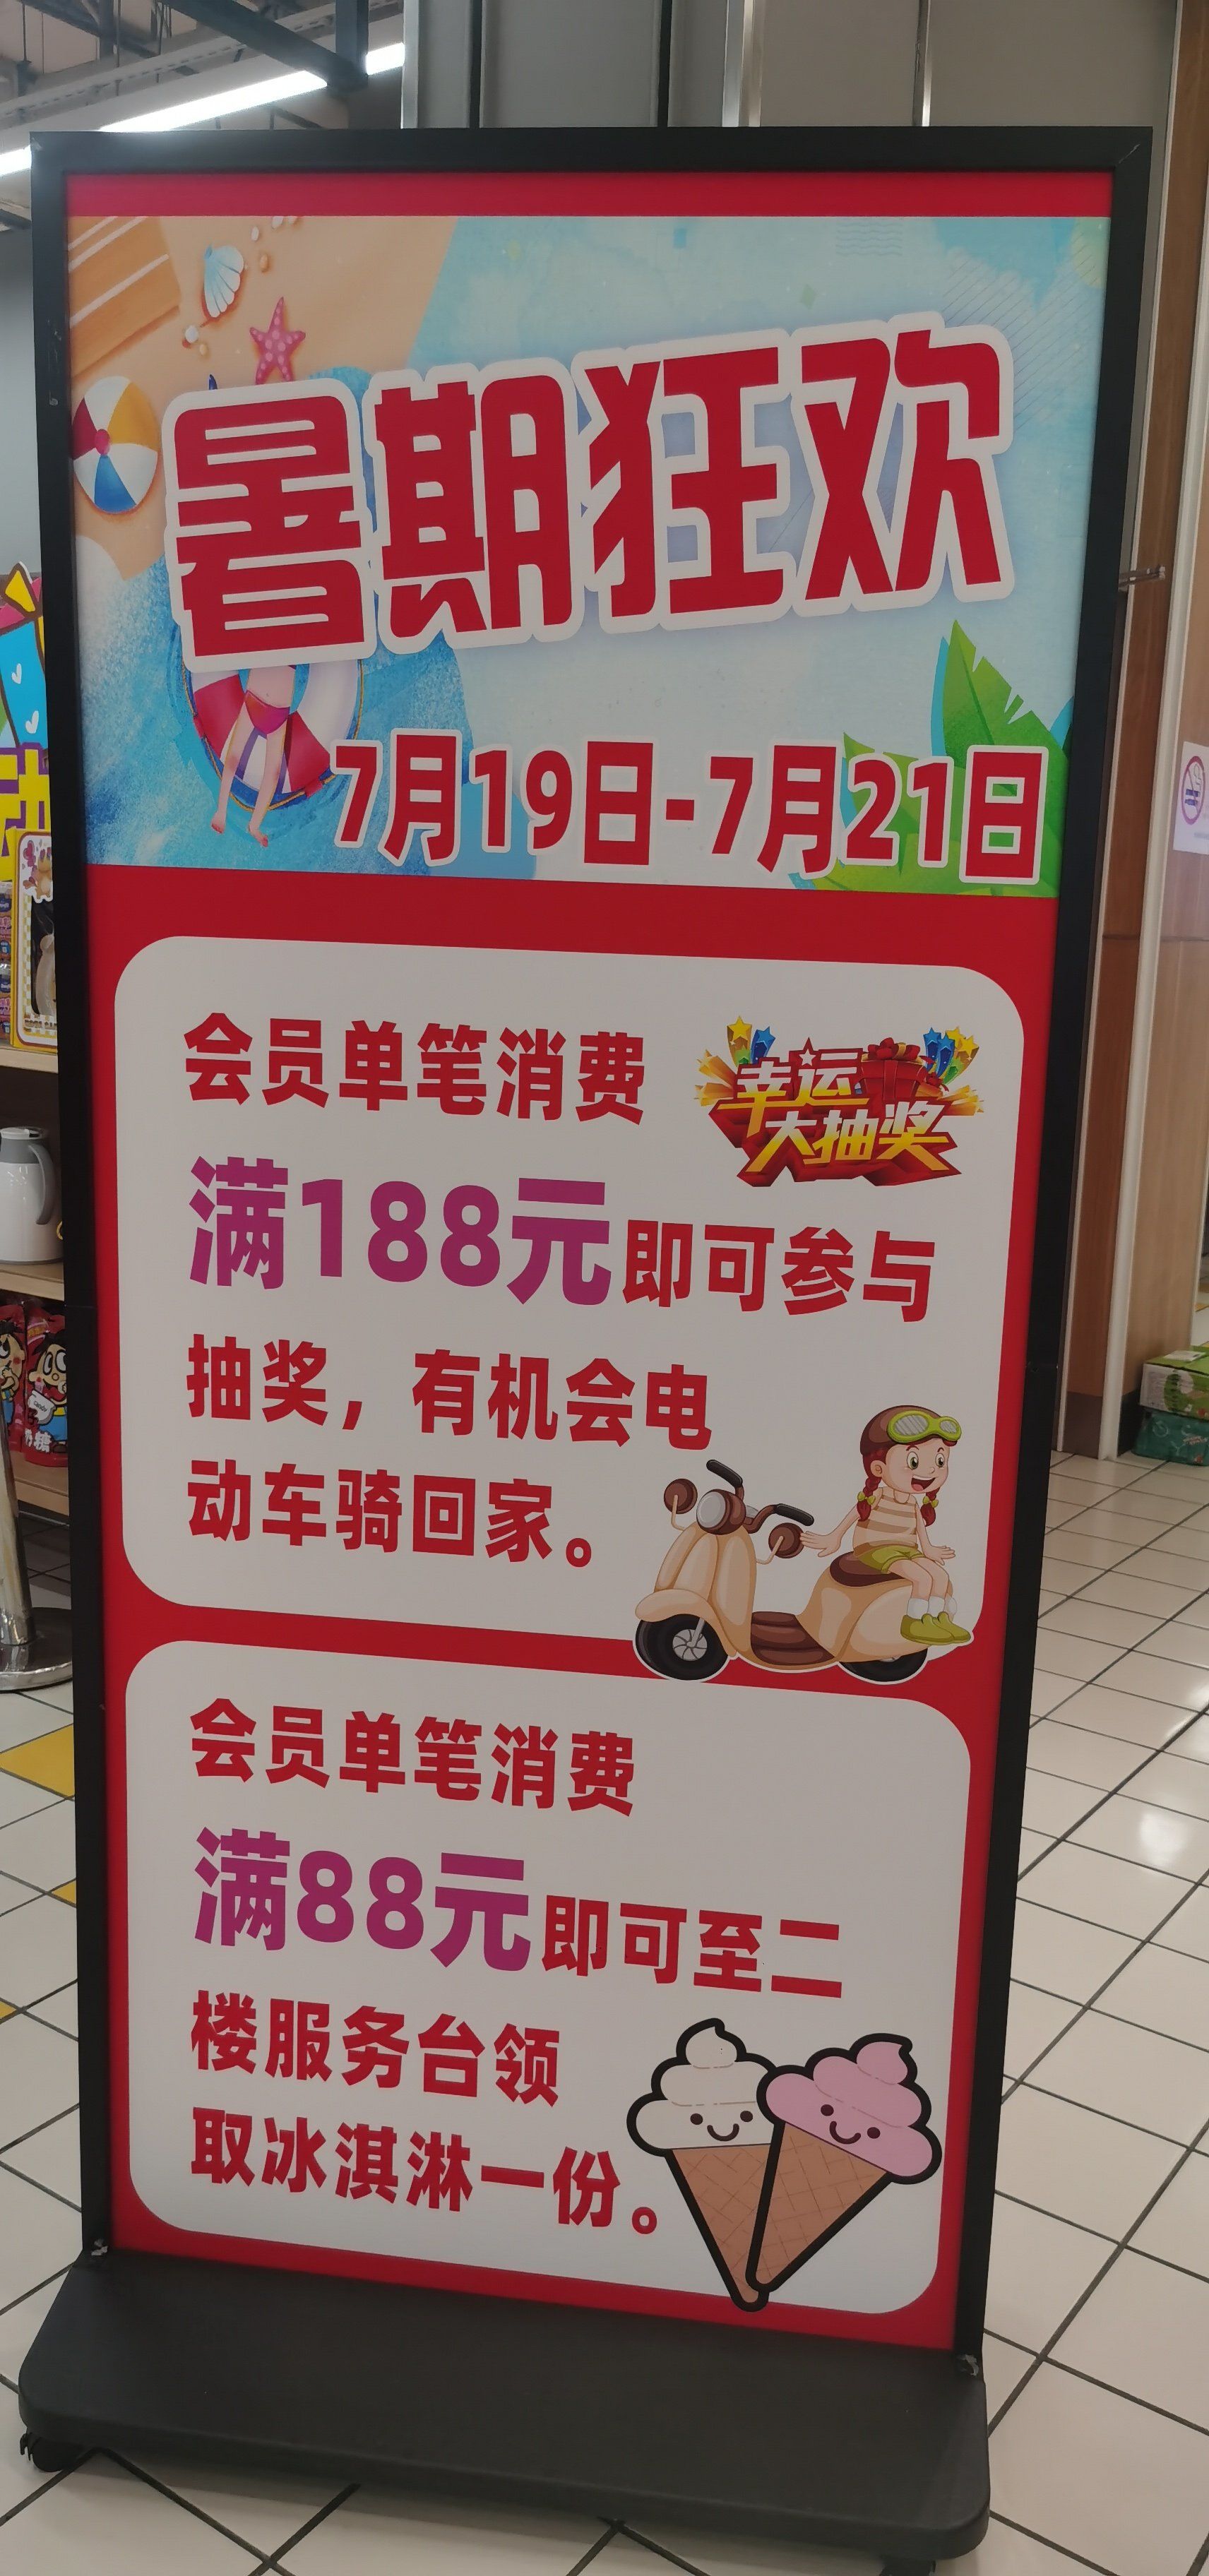 暑期狂欢
7月19日-7月21日
会员单笔消费
幸运
大抽奖
满188元即可参与
抽奖，有机会电
动车骑回家。
会员单笔消费
满88元即可至二
楼服务台领
取冰淇淋一份。